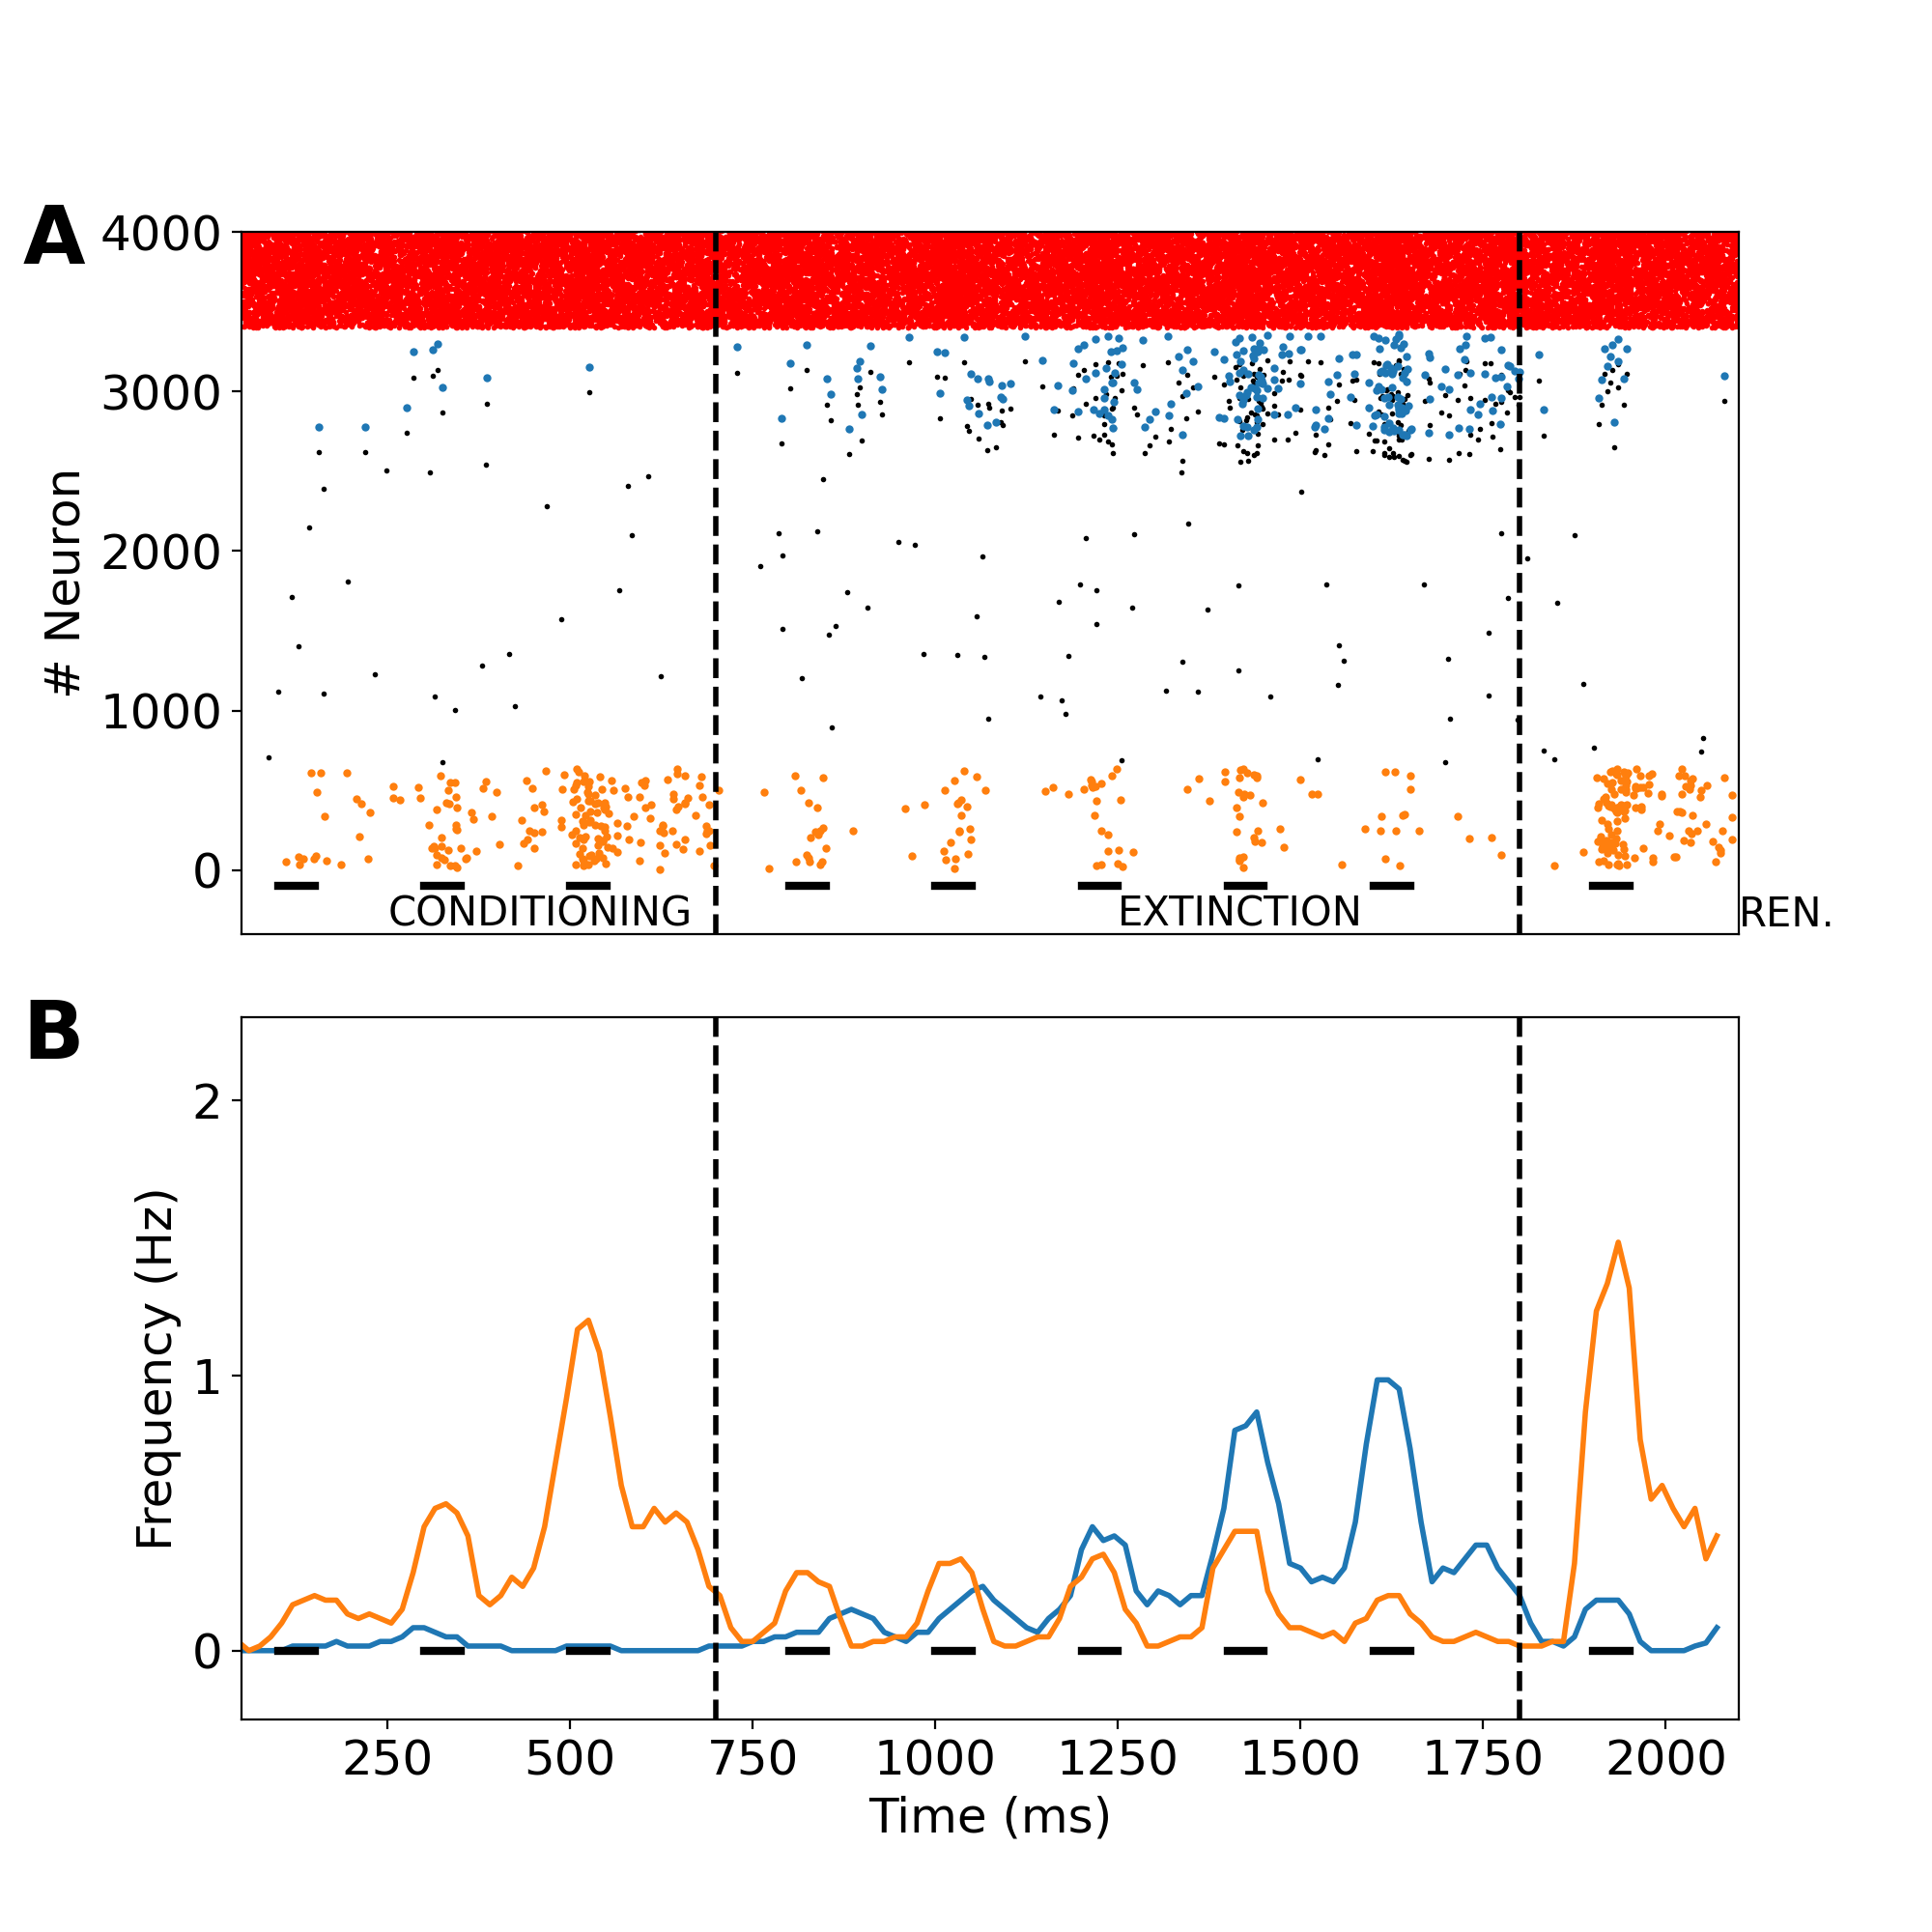 A
4000
3000
2000
1000
0
# Neuron
CONDITIONING
EXTINCTION
REN.
B
2
1
0
Frequency (Hz)
250 500 750 1000 1250 1500 1750 2000
Time (ms)